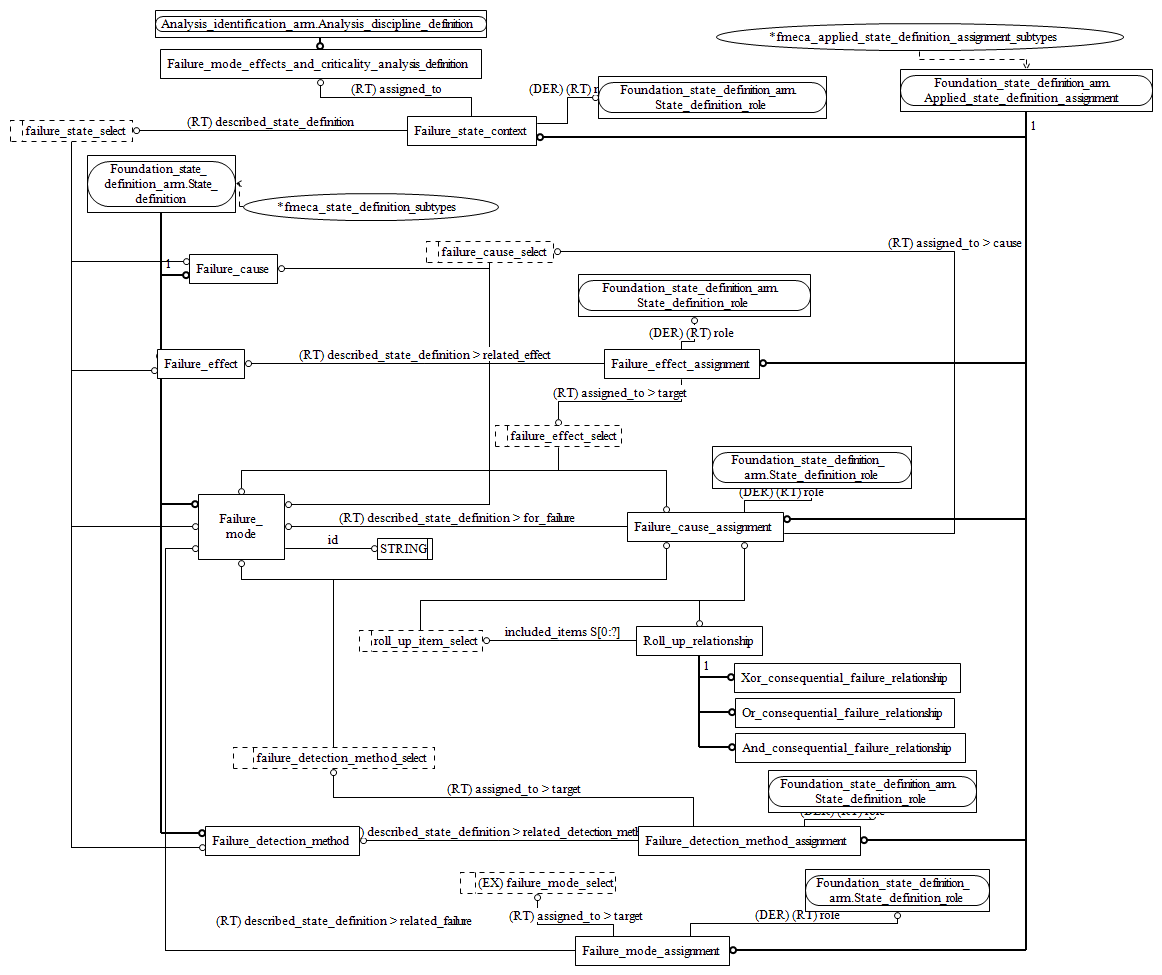 Analysis_identification_arm.Analysis_discipline_definition
*fmeca_applied_state_definition_assignment_subtypes
Failure_mode_effects_and_criticality_analysis_definition
(RT) assigned_to
(DER) (RT) r
Foundation_state_definition_arm.
State_definition_role
Foundation_state_definition_arm.
Applied_state_definition_assignment
failure_state_select
(RT) described_state_definition
Failure_state_context
1
Foundation_state_
definition_arm.State_
definition
*fmeca_state_definition_subtypes
failure_cause_select
(RT) assigned_to > cause
1
Failure_cause
Foundation_state_definition_arm.
State_definition_role
(DER) (RT) role
Failure_effect
(RT) described_state_definition > related_effect
Failure_effect_assignment
(RT) assigned_to > target
failure_effect_select
Foundation_state_definition_
arm.State_definition_role
(DER) (RT) role
Failure_
mode
(RT) described_state_definition > for_failure
Failure_cause_assignment
id
STRING
roll_up_item_select
included_items S[0:?]
Roll_up_relationship
1
Xor_consequential_failure_relationship
Or_consequential_failure_relationship
And_consequential_failure_relationship
failure_detection_method_select
(RT) assigned_to > target
Foundation_state_definition_arm.
State_definition_role
(DER) (RT) role
Failure_detection_method
) described_state_definition > related_detection_meth
Failure_detection_method_assignment
(EX) failure_mode_select
Foundation_state_definition_
arm.State_definition_role
(RT) described_state_definition > related_failure
(RT) assigned_to > target
(DER) (RT) role
Failure_mode_assignment